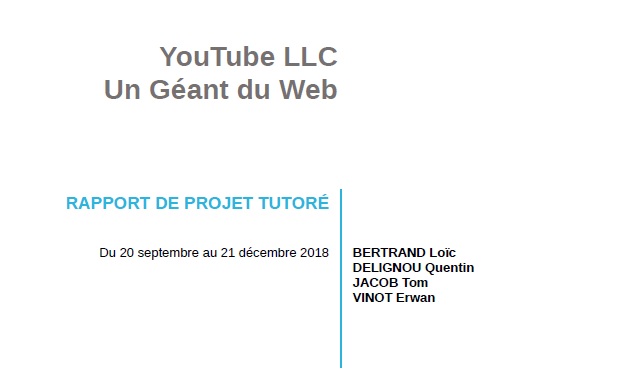 YouTube LLC
Un Géant du Web
RAPPORT DE PROJET TUTORÉ
Du 20 septembre au 21 décembre 2018
BERTRAND Loïc
DELIGNOU Quentin
JACOB Tom
VINOT Erwan